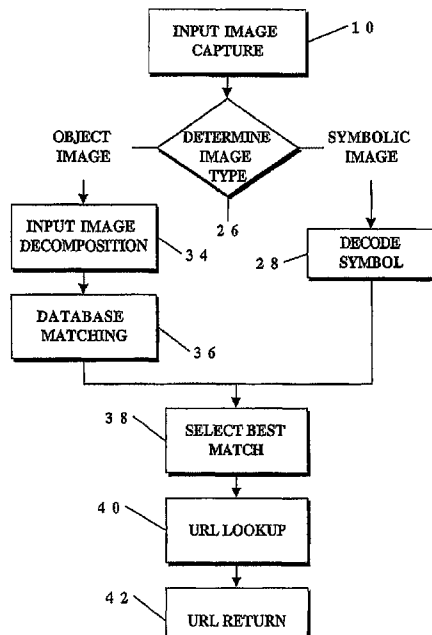 INPUT IMAGE
CAPTURE
10
OBJECT
IMAGE
DETERMINE
IMAGE
TYPE
SYMBOLIC
IMAGE
26
INPUT IMAGE
DECOMPOSITION
34
28
DECODE
SYMBOL
DATABASE
MATCHING
36
38
SELECT BEST
MATCH
40
URL LOOKUP
42
URL RETURN